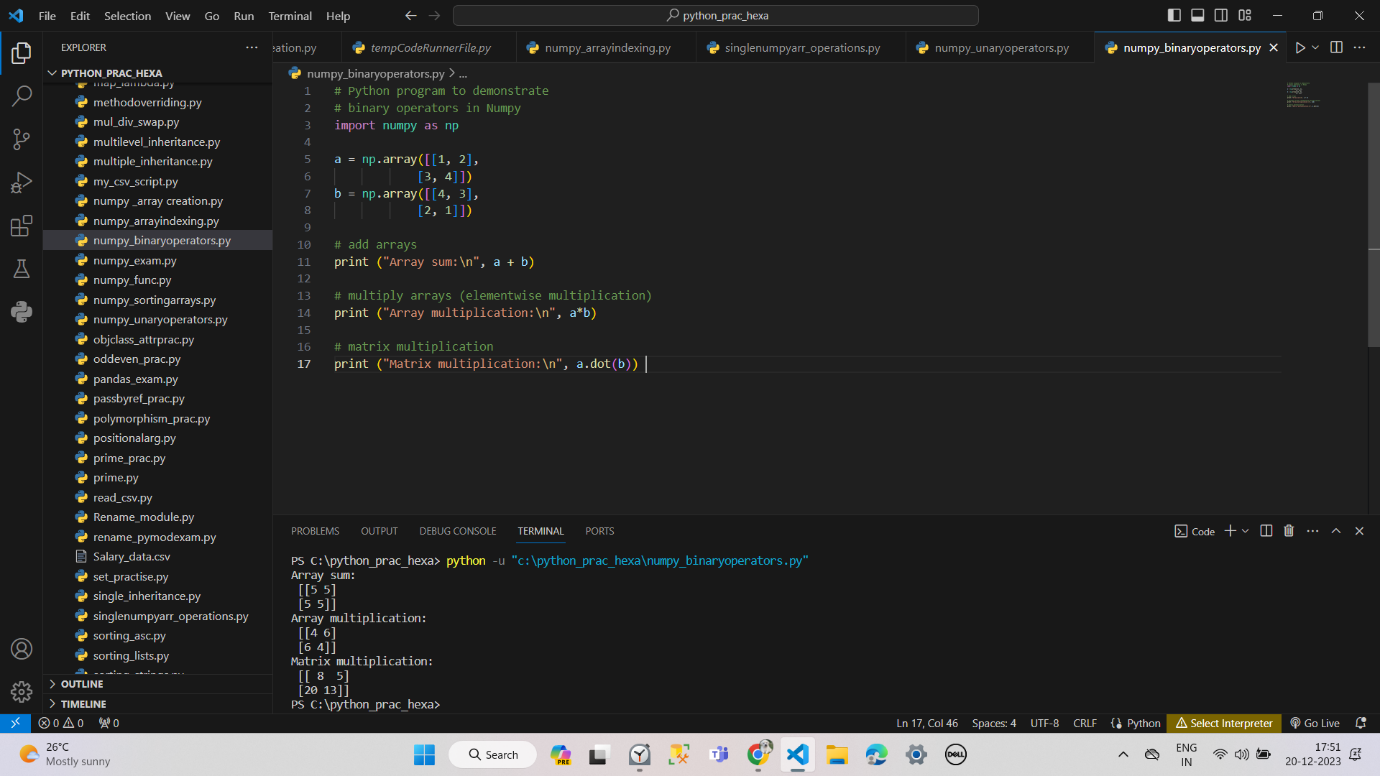 File Edit Selection View Go Run Terminal Help
python_prac_hexa
EXPLORER
eation.py tempCodeRunnerFile.py numpy_arrayindexing.py singlenumpyarr_operations.py numpy_unaryoperators.py numpy_binaryoperators.py
PYTHON_PRAC_HEXA
map_lambda.py
methodoverriding.py
mul_div_swap.py
multilevel_inheritance.py
multiple_inheritance.py
my_csv_script.py
numpy _array creation.py
numpy_arrayindexing.py
numpy_binaryoperators.py
numpy_exam.py
numpy_func.py
numpy_sortingarrays.py
numpy_unaryoperators.py
objclass_attrprac.py
oddeven_prac.py
pandas_exam.py
passbyref_prac.py
polymorphism_prac.py
positionalarg.py
prime_prac.py
prime.py
read_csv.py
Rename_module.py
rename_pymodexam.py
Salary_data.csv
set_practise.py
single_inheritance.py
singlenumpyarr_operations.py
sorting_asc.py
sorting_lists.py
sorting_strings.py
OUTLINE
TIMELINE
numpy_binaryoperators.py > ...
1 # Python program to demonstrate
2 # binary operators in Numpy
3 import numpy as np
4
5 a = np.array([[1, 2],
6 [3, 4]])
7 b = np.array([[4, 3],
8 [2, 1]])
9
10 # add arrays
11 print ("Array sum:\n", a + b)
12
13 # multiply arrays (elementwise multiplication)
14 print ("Array multiplication:\n", a*b)
15
16 # matrix multiplication
17 print ("Matrix multiplication:\n", a.dot(b))
PROBLEMS OUTPUT DEBUG CONSOLE TERMINAL PORTS
Code
PS C:\python_prac_hexa> python -u "c:\python_prac_hexa\numpy_binaryoperators.py"
Array sum:
[[5 5]
[5 5]]
Array multiplication:
[[4 6]
[6 4]]
Matrix multiplication:
[[ 8  5]
[20 13]]
PS C:\python_prac_hexa>
0 0 0
Ln 17, Col 46 Spaces: 4 UTF-8 CRLF {} Python Select Interpreter Go Live
26°C
Mostly sunny
Search
PRE
DELL
ENG
IN
17:51
20-12-2023